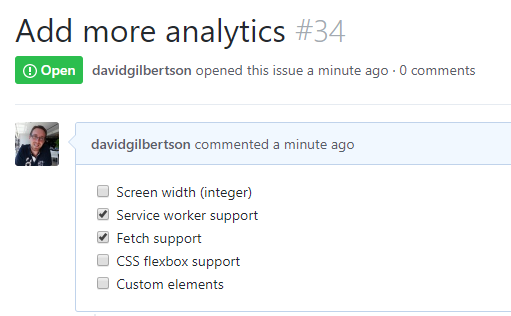 Add more analytics #34
Open davidgilbertson opened this issue a minute ago · 0 comments
davidgilbertson commented a minute ago
Screen width (integer)
Service worker support
Fetch support
CSS flexbox support
Custom elements